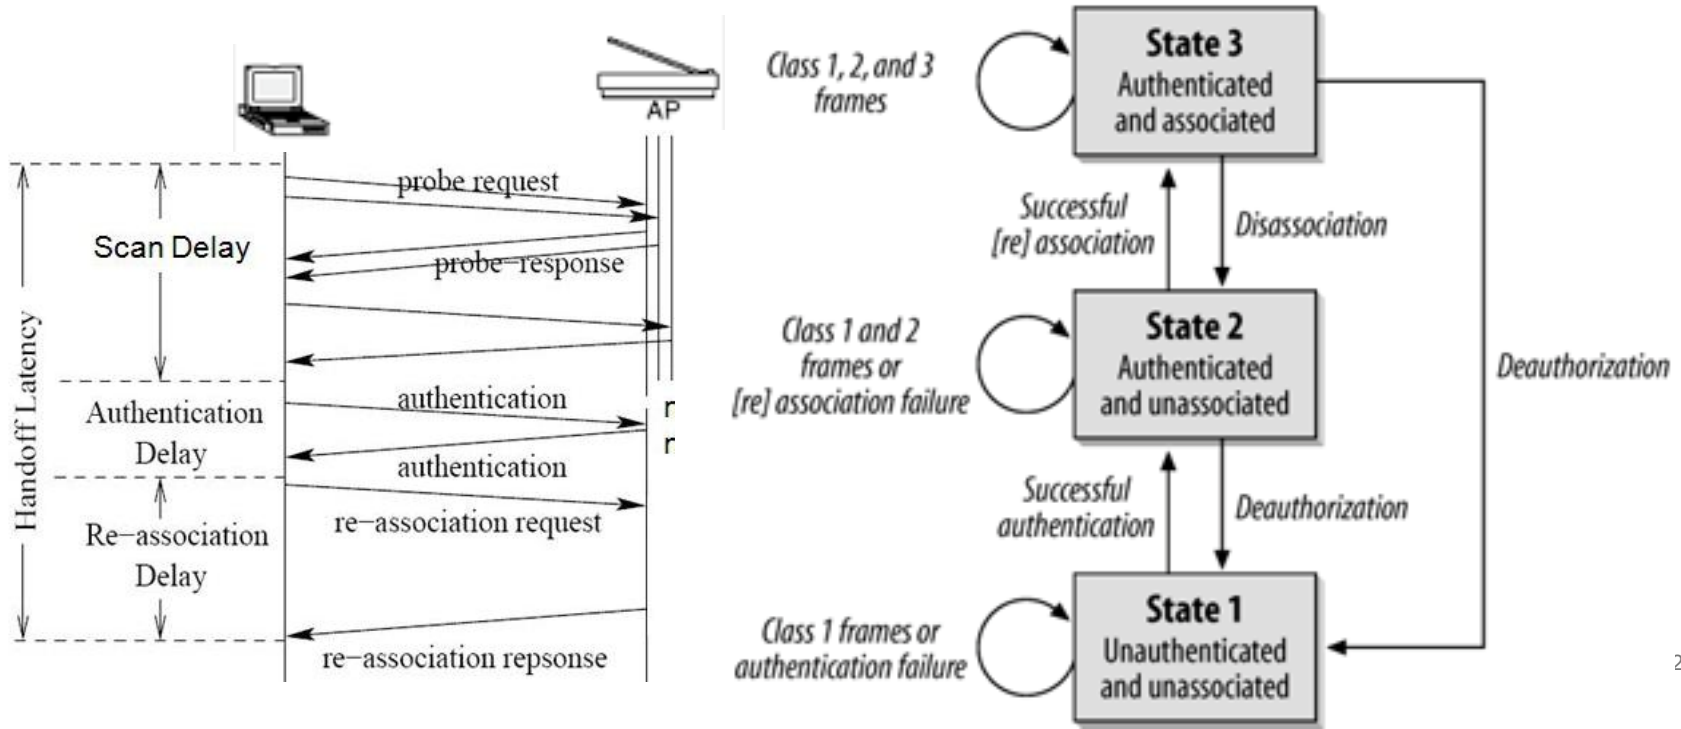 AP
probe request
Scan Delay
probe-response
Handoff Latency
authentication
Authentication
Delay
r
r
authentication
re-association request
Re-association
Delay
re-association repsonse
State 3
Authenticated
and associated
Class 1, 2, and 3
frames
Successful
[re] association
Disassociation
State 2
Authenticated
and unassociated
Class 1 and 2
frames or
[re] association failure
Deauthorization
Successful
authentication
Deauthorization
State 1
Unauthenticated
and unassociated
Class 1 frames or
authentication failure
2